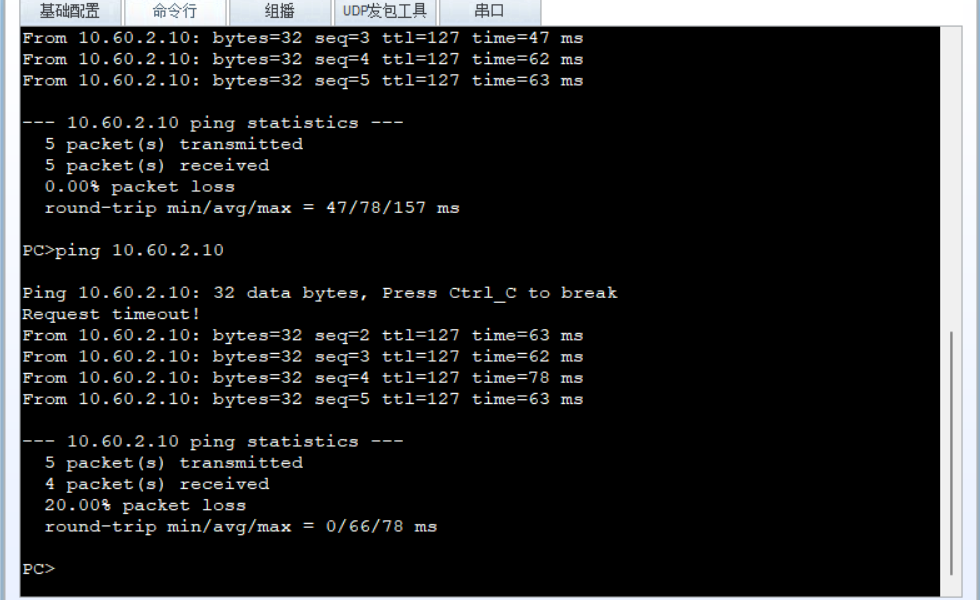 基础配置 命令行 组播 UDP发包工具 串口
From 10.60.2.10: bytes=32 seq=3 ttl=127 time=47 ms
From 10.60.2.10: bytes=32 seq=4 ttl=127 time=62 ms
From 10.60.2.10: bytes=32 seq=5 ttl=127 time=63 ms
--- 10.60.2.10 ping statistics ---
5 packet(s) transmitted
5 packet(s) received
0.00% packet loss
round-trip min/avg/max = 47/78/157 ms
PC>ping 10.60.2.10
Ping 10.60.2.10: 32 data bytes, Press Ctrl_C to break
Request timeout!
From 10.60.2.10: bytes=32 seq=2 ttl=127 time=63 ms
From 10.60.2.10: bytes=32 seq=3 ttl=127 time=62 ms
From 10.60.2.10: bytes=32 seq=4 ttl=127 time=78 ms
From 10.60.2.10: bytes=32 seq=5 ttl=127 time=63 ms
--- 10.60.2.10 ping statistics ---
5 packet(s) transmitted
4 packet(s) received
20.00% packet loss
round-trip min/avg/max = 0/66/78 ms
PC>